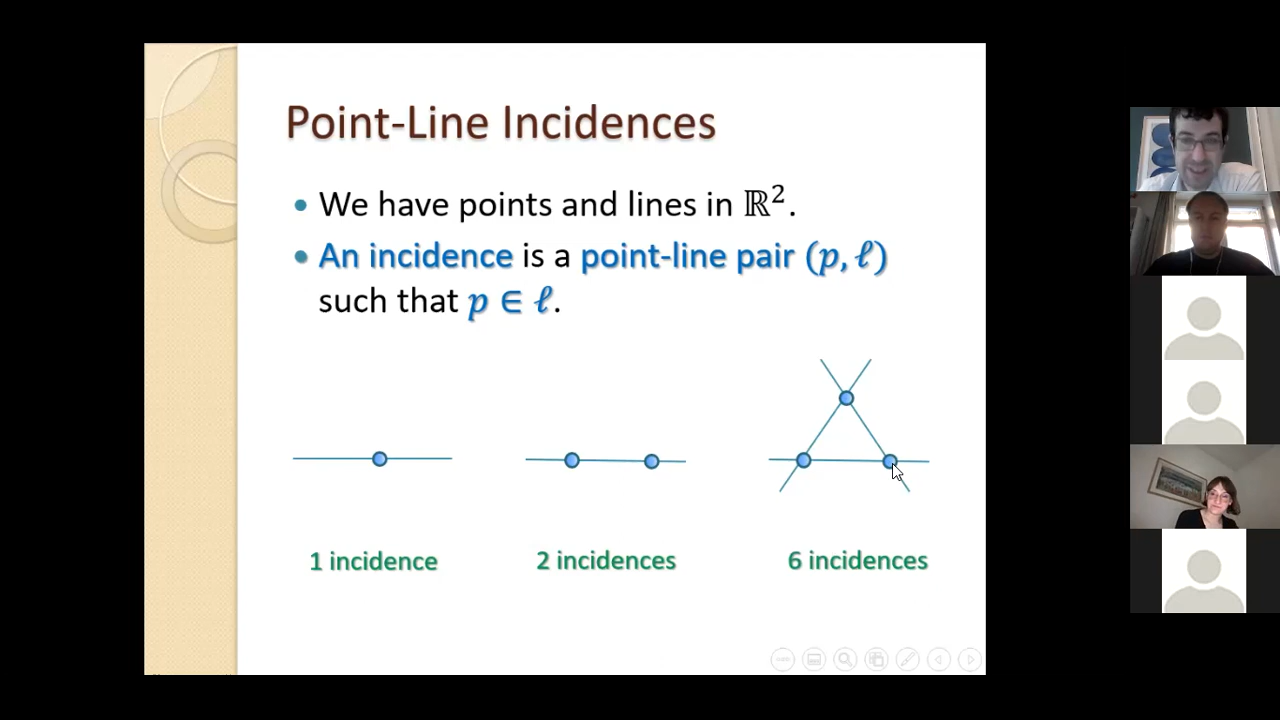 Point-Line Incidences
• We have points and lines in ℝ².
• An incidence is a point-line pair (p, ℓ)
such that p ∈ ℓ.
1 incidence
2 incidences
6 incidences